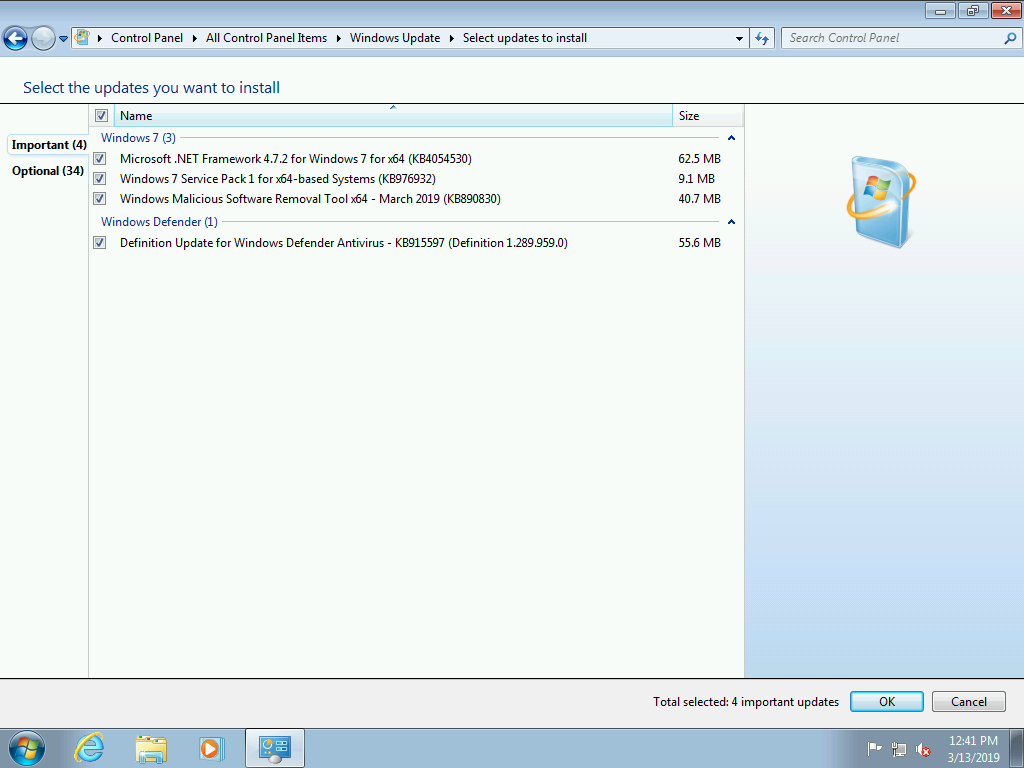 Control Panel All Control Panel Items Windows Update Select updates to install Search Control Panel
Select the updates you want to install
Name Size
Important (4)
Optional (34)
Windows 7 (3)
Microsoft .NET Framework 4.7.2 for Windows 7 for x64 (KB4054530) 62.5 MB
Windows 7 Service Pack 1 for x64-based Systems (KB976932) 9.1 MB
Windows Malicious Software Removal Tool x64 - March 2019 (KB890830) 40.7 MB
Windows Defender (1)
Definition Update for Windows Defender Antivirus - KB915597 (Definition 1.289.959.0) 55.6 MB
Total selected: 4 important updates OK Cancel
12:41 PM
3/13/2019